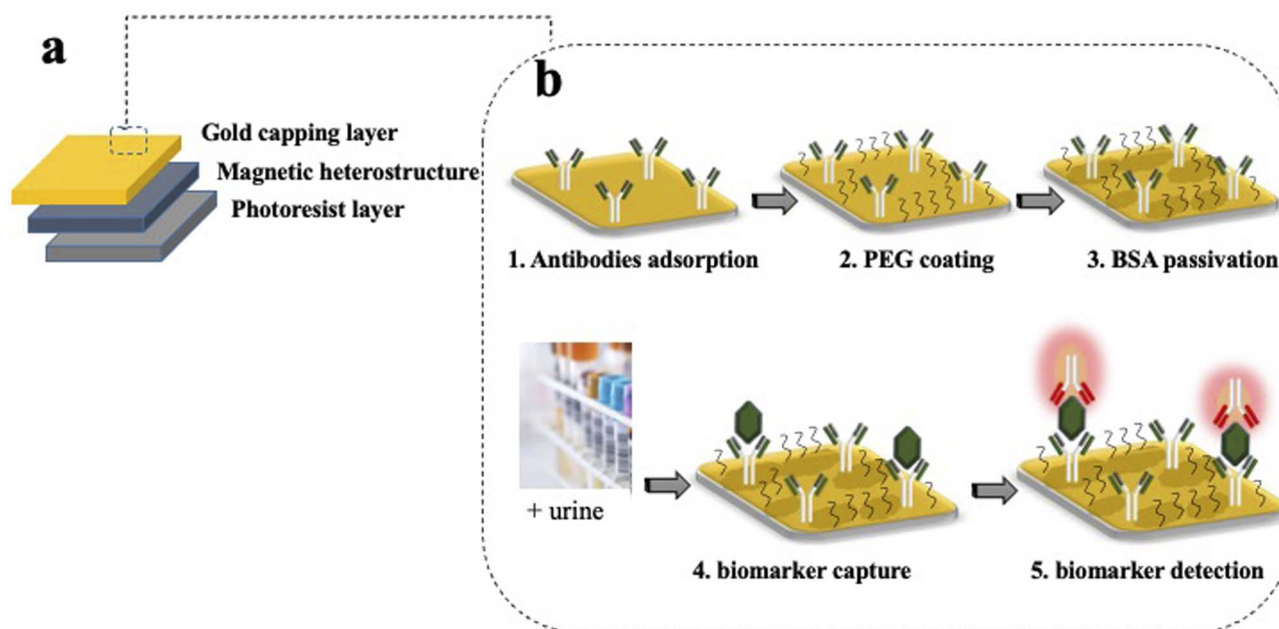 a
Gold capping layer
Magnetic heterostructure
Photoresist layer
b
1. Antibodies adsorption
2. PEG coating
3. BSA passivation
+ urine
4. biomarker capture
5. biomarker detection